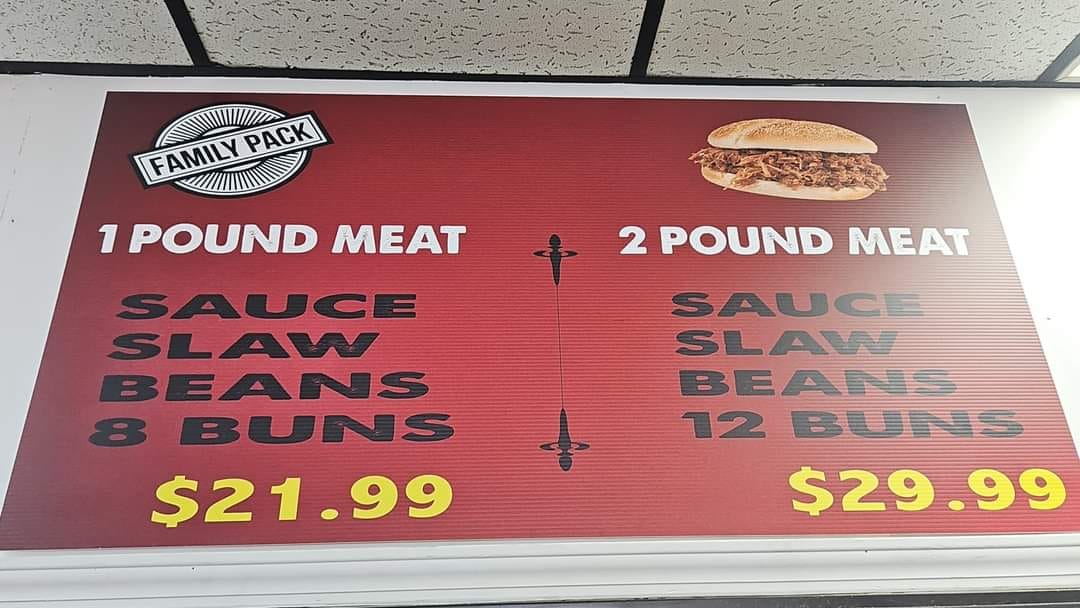 FAMILY PACK
1 POUND MEAT
SAUCE
SLAW
BEANS
8 BUNS
$21.99
2 POUND MEAT
SAUCE
SLAW
BEANS
12 BUNS
$29.99